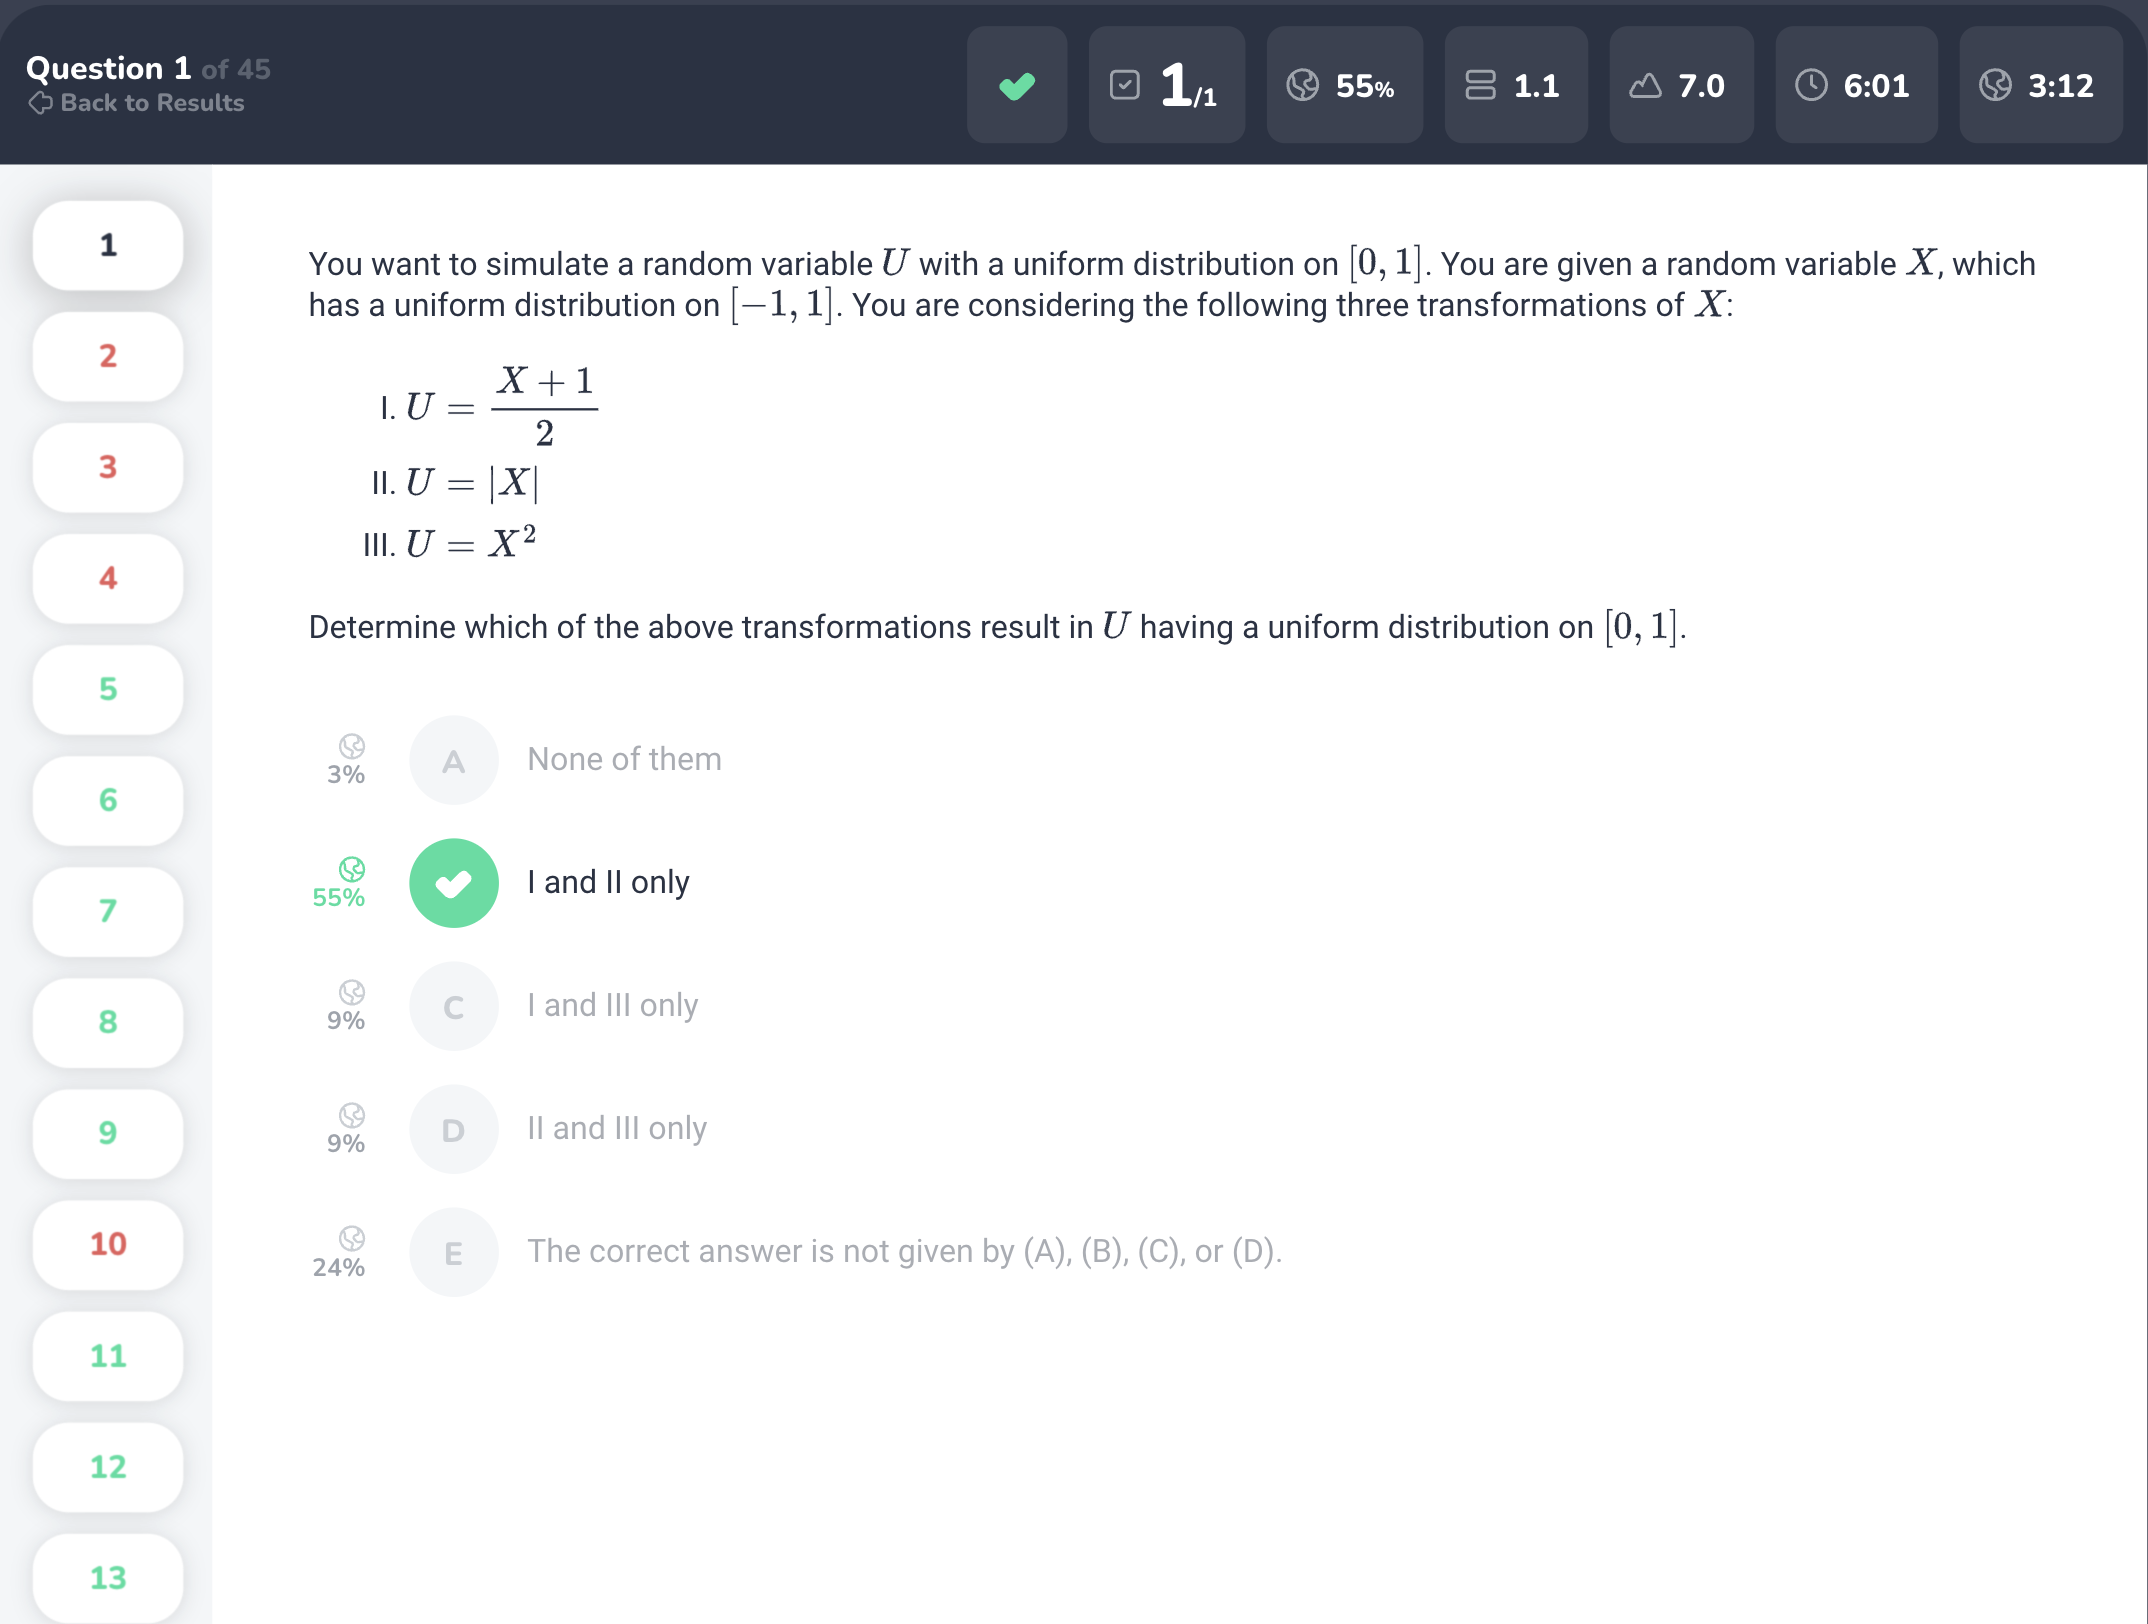 Question 1 of 45
Back to Results
1/1
55%
1.1
7.0
6:01
3:12
1
2
3
4
5
6
7
8
9
10
11
12
13
You want to simulate a random variable U with a uniform distribution on [0, 1]. You are given a random variable X, which
has a uniform distribution on [−1, 1]. You are considering the following three transformations of X:
I. U = (X + 1)/2
II. U = |X|
III. U = X²
Determine which of the above transformations result in U having a uniform distribution on [0, 1].
3% A None of them
55% I and II only
9% C I and III only
9% D II and III only
24% E The correct answer is not given by (A), (B), (C), or (D).